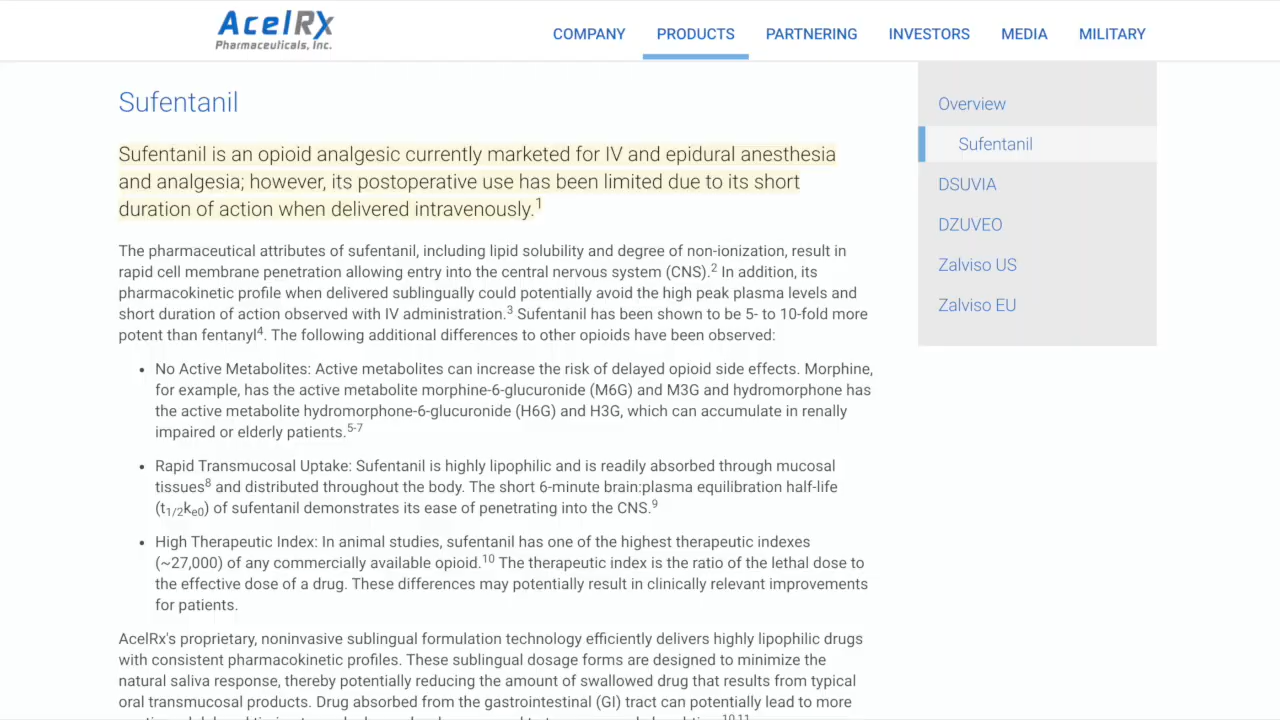 AcelRx
Pharmaceuticals, Inc.
COMPANY PRODUCTS PARTNERING INVESTORS MEDIA MILITARY
Sufentanil
Sufentanil is an opioid analgesic currently marketed for IV and epidural anesthesia
and analgesia; however, its postoperative use has been limited due to its short
duration of action when delivered intravenously.1
The pharmaceutical attributes of sufentanil, including lipid solubility and degree of non-ionization, result in
rapid cell membrane penetration allowing entry into the central nervous system (CNS).2 In addition, its
pharmacokinetic profile when delivered sublingually could potentially avoid the high peak plasma levels and
short duration of action observed with IV administration.3 Sufentanil has been shown to be 5- to 10-fold more
potent than fentanyl4. The following additional differences to other opioids have been observed:
• No Active Metabolites: Active metabolites can increase the risk of delayed opioid side effects. Morphine,
for example, has the active metabolite morphine-6-glucuronide (M6G) and M3G and hydromorphone has
the active metabolite hydromorphone-6-glucuronide (H6G) and H3G, which can accumulate in renally
impaired or elderly patients.5-7
• Rapid Transmucosal Uptake: Sufentanil is highly lipophilic and is readily absorbed through mucosal
tissues8 and distributed throughout the body. The short 6-minute brain:plasma equilibration half-life
(t1/2ke0) of sufentanil demonstrates its ease of penetrating into the CNS.9
• High Therapeutic Index: In animal studies, sufentanil has one of the highest therapeutic indexes
(~27,000) of any commercially available opioid.10 The therapeutic index is the ratio of the lethal dose to
the effective dose of a drug. These differences may potentially result in clinically relevant improvements
for patients.
AcelRx's proprietary, noninvasive sublingual formulation technology efficiently delivers highly lipophilic drugs
with consistent pharmacokinetic profiles. These sublingual dosage forms are designed to minimize the
natural saliva response, thereby potentially reducing the amount of swallowed drug that results from typical
oral transmucosal products. Drug absorbed from the gastrointestinal (GI) tract can potentially lead to more
10,11
Overview
Sufentanil
DSUVIA
DZUVEO
Zalviso US
Zalviso EU